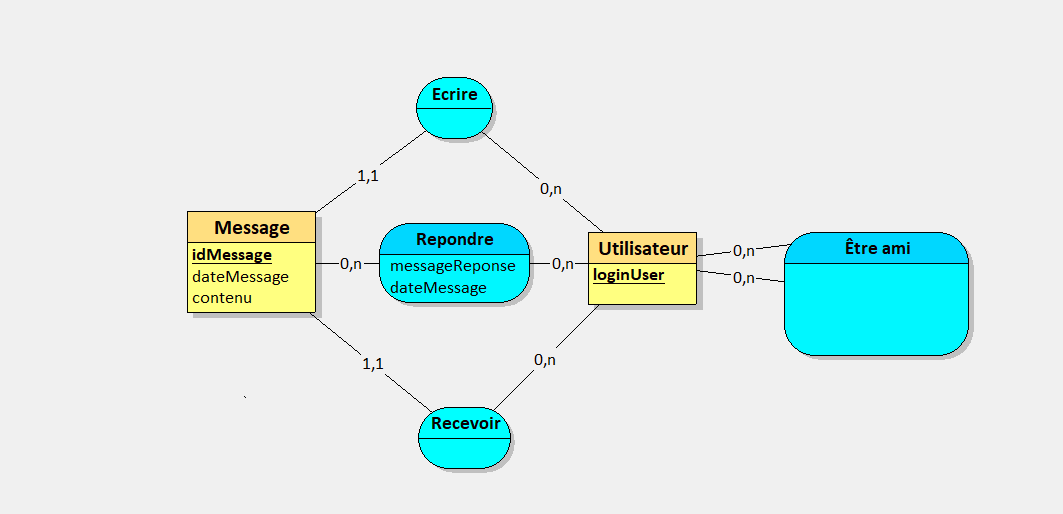 Ecrire
1,1
0,n
Message
idMessage
dateMessage
contenu
0,n
Repondre
messageReponse
dateMessage
0,n
Utilisateur
loginUser
0,n
0,n
Être ami
1,1
0,n
Recevoir